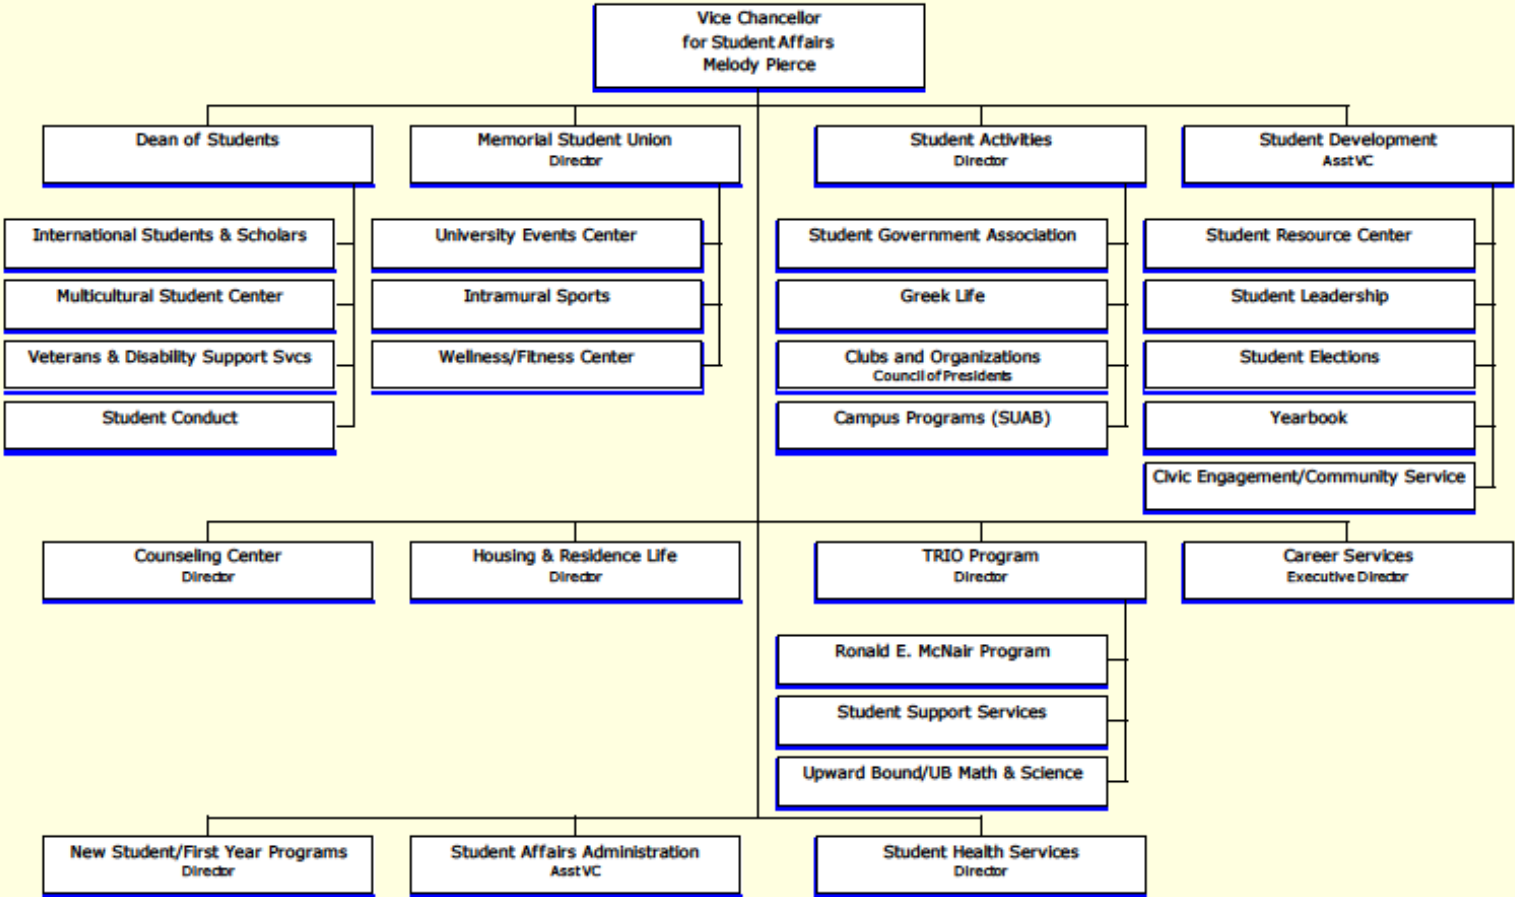 Vice Chancellor
for Student Affairs
Melody Pierce
Dean of Students
Memorial Student Union
Director
Student Activities
Director
Student Development
Asst VC
International Students & Scholars
Multicultural Student Center
Veterans & Disability Support Svcs
Student Conduct
University Events Center
Intramural Sports
Wellness/Fitness Center
Student Government Association
Greek Life
Clubs and Organizations
Council of Presidents
Campus Programs (SUAB)
Student Resource Center
Student Leadership
Student Elections
Yearbook
Civic Engagement/Community Service
Counseling Center
Director
Housing & Residence Life
Director
TRIO Program
Director
Career Services
Executive Director
Ronald E. McNair Program
Student Support Services
Upward Bound/UB Math & Science
New Student/First Year Programs
Director
Student Affairs Administration
Asst VC
Student Health Services
Director